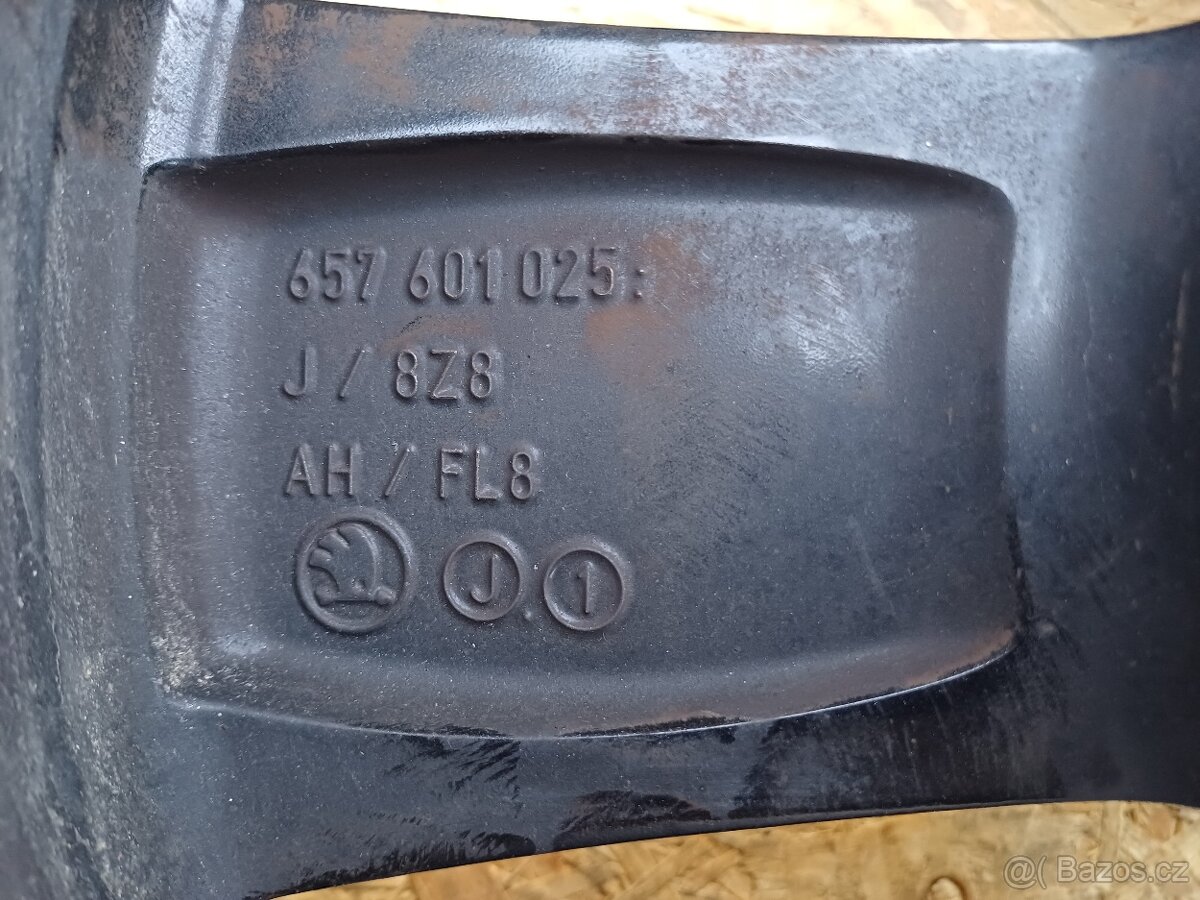 657 601 025:
J / 8Z8
AH / FL8
J 1
@( Bazos.cz